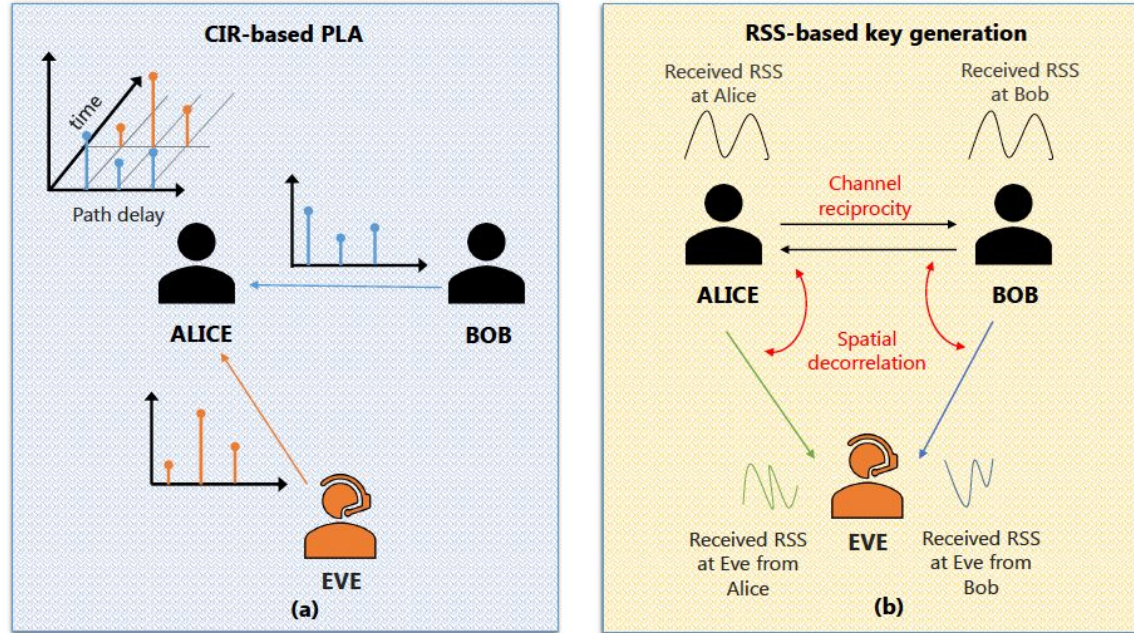 CIR-based PLA
time
Path delay
ALICE
BOB
EVE
(a)
RSS-based key generation
Received RSS
at Alice
Received RSS
at Bob
Channel
reciprocity
ALICE
BOB
Spatial
decorrelation
EVE
Received RSS
at Eve from
Alice
Received RSS
at Eve from
Bob
(b)